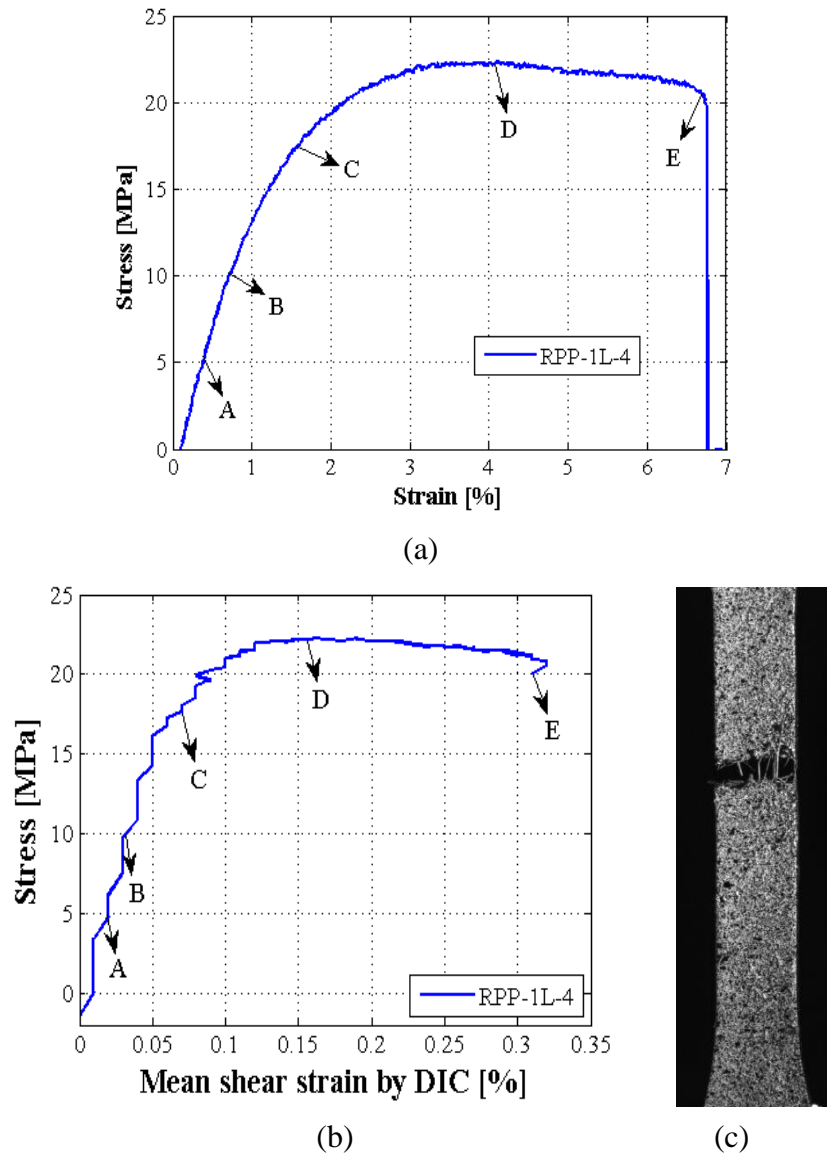 25
20
15
10
5
0
Stress [MPa]
A
B
C
D
E
RPP-1L-4
0 1 2 3 4 5 6 7
Strain [%]
(a)
25
20
15
10
5
0
Stress [MPa]
A
B
C
D
E
RPP-1L-4
0 0.05 0.1 0.15 0.2 0.25 0.3 0.35
Mean shear strain by DIC [%]
(b)
(c)